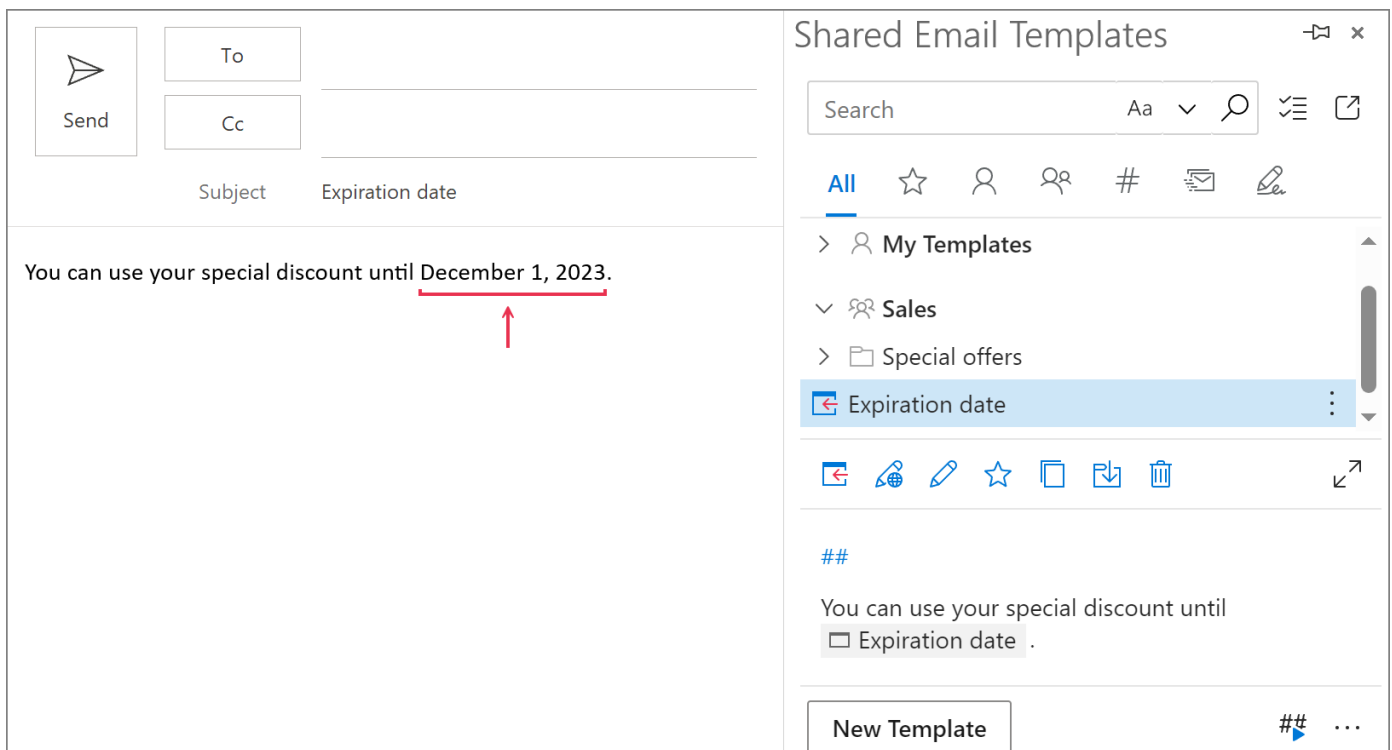 Send
To
Cc
Subject
Expiration date
You can use your special discount until December 1, 2023.
Shared Email Templates
Search
Aa
All
#
My Templates
Sales
Special offers
Expiration date
##
You can use your special discount until
Expiration date .
New Template
##
...